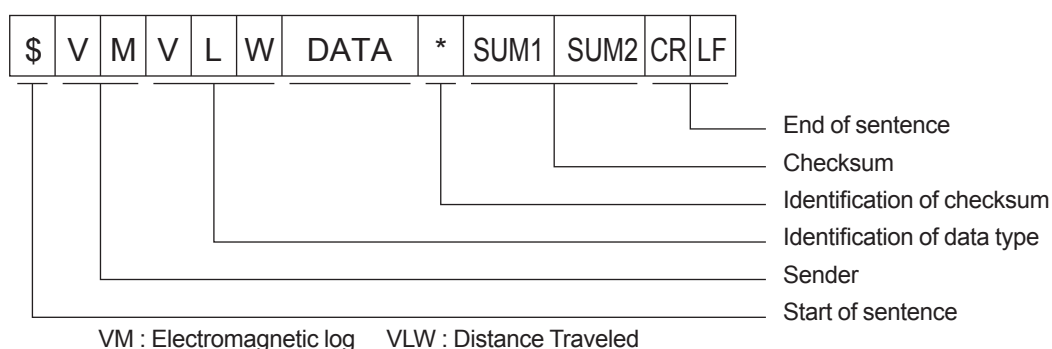 $ V M V L W DATA * SUM1 SUM2 CR LF
End of sentence
Checksum
Identification of checksum
Identification of data type
Sender
Start of sentence
VM : Electromagnetic log VLW : Distance Traveled